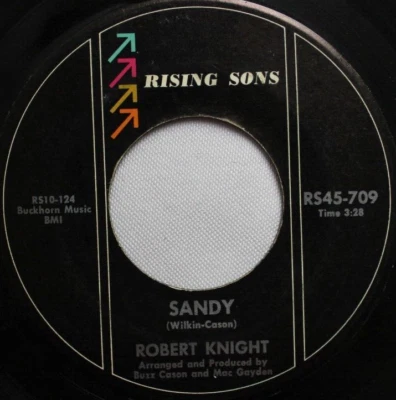 RISING SONS
RS10-124
Buckhorn Music
BMI
RS45-709
Time 3:28
SANDY
(Wilkin-Cason)
ROBERT KNIGHT
Arranged and Produced by
Buzz Cason and Mac Gayden